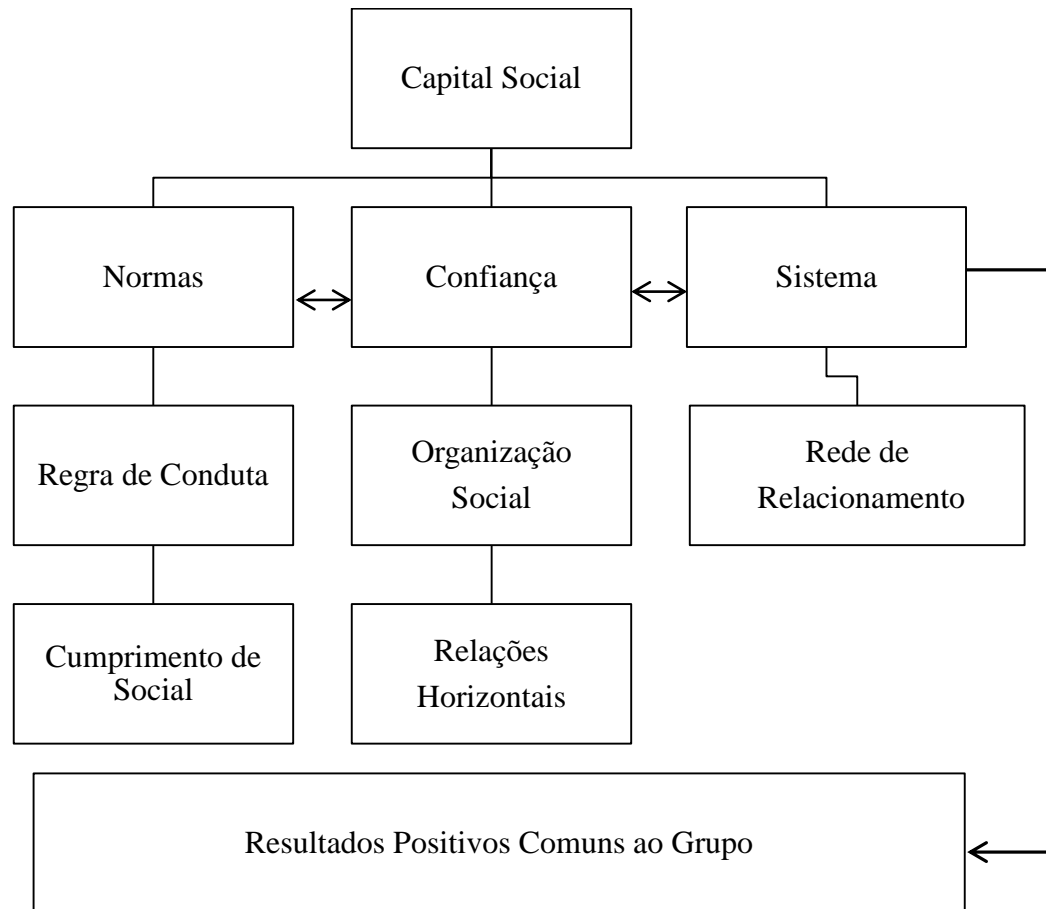 Capital Social
Normas
Confiança
Sistema
Regra de Conduta
Organização
Social
Rede de
Relacionamento
Cumprimento de
Social
Relações
Horizontais
Resultados Positivos Comuns ao Grupo